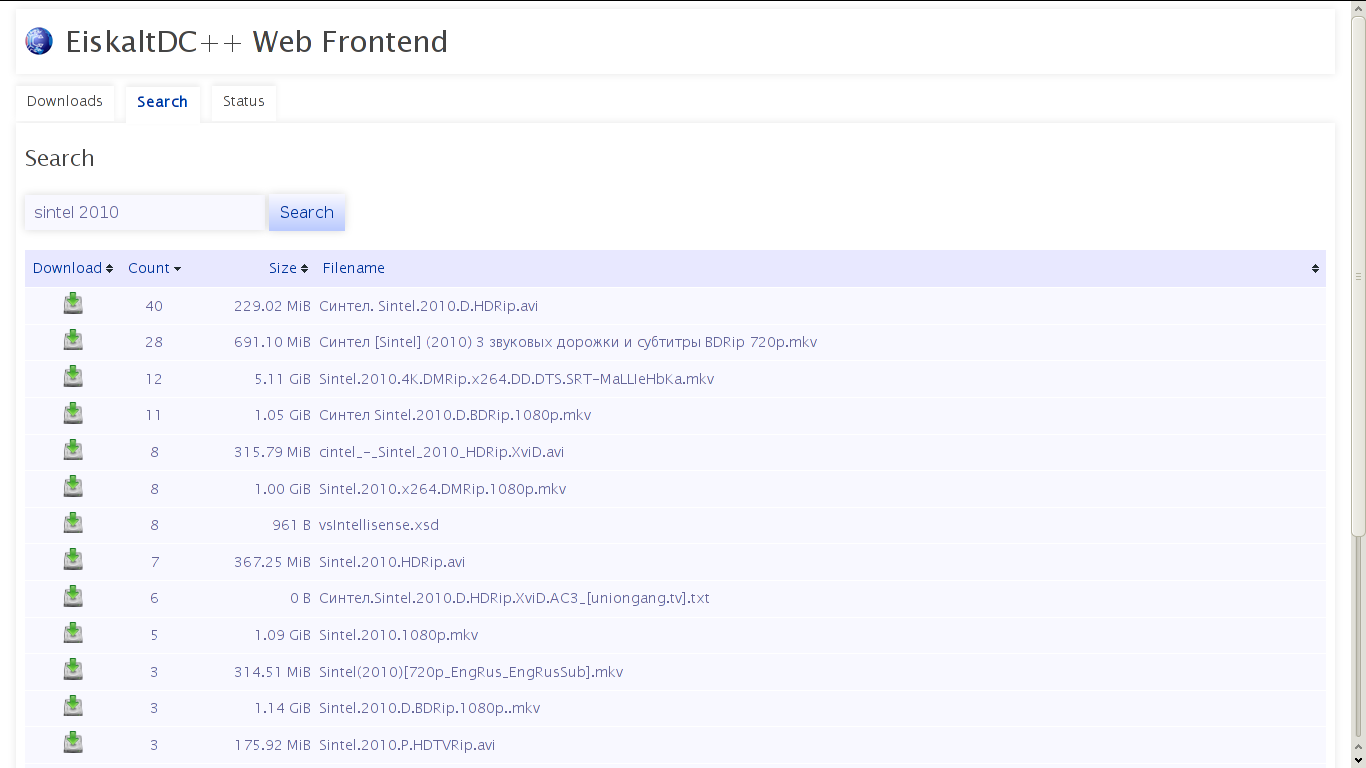 EiskaltDC++ Web Frontend
Downloads Search Status
Search
sintel 2010 Search
Download Count Size Filename
40 229.02 MiB Синтел. Sintel.2010.D.HDRip.avi
28 691.10 MiB Синтел [Sintel] (2010) 3 звуковых дорожки и субтитры BDRip 720p.mkv
12 5.11 GiB Sintel.2010.4K.DMRip.x264.DD.DTS.SRT-MaLLIeHbKa.mkv
11 1.05 GiB Синтел Sintel.2010.D.BDRip.1080p.mkv
8 315.79 MiB cintel_-_Sintel_2010_HDRip.XviD.avi
8 1.00 GiB Sintel.2010.x264.DMRip.1080p.mkv
8 961 B vsIntellisense.xsd
7 367.25 MiB Sintel.2010.HDRip.avi
6 0 B Синтел.Sintel.2010.D.HDRip.XviD.AC3_[uniongang.tv].txt
5 1.09 GiB Sintel.2010.1080p.mkv
3 314.51 MiB Sintel(2010)[720p_EngRus_EngRusSub].mkv
3 1.14 GiB Sintel.2010.D.BDRip.1080p..mkv
3 175.92 MiB Sintel.2010.P.HDTVRip.avi